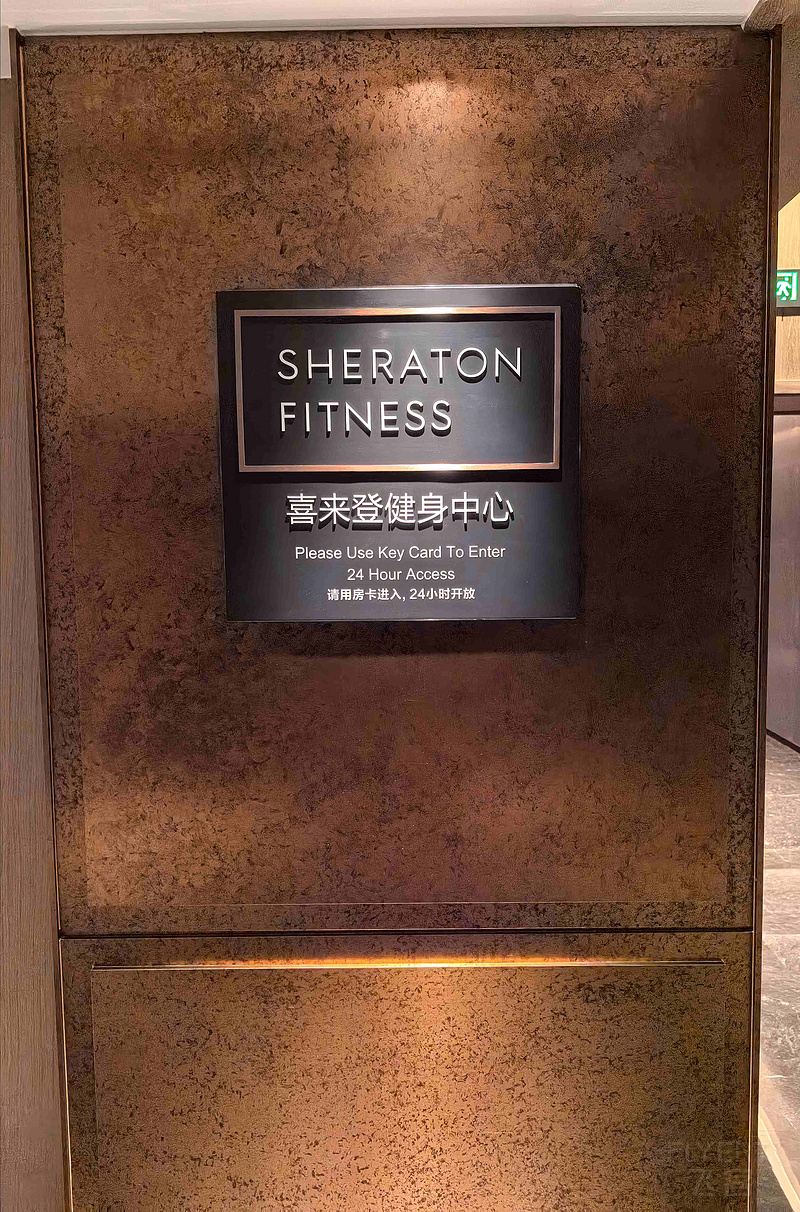 SHERATON
FITNESS
喜来登健身中心
Please Use Key Card To Enter
24 Hour Access
请用房卡进入, 24小时开放